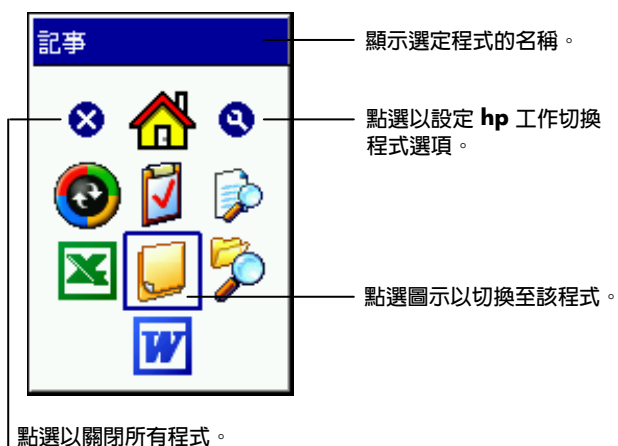 記事
顯示選定程式的名稱。
點選以設定 hp 工作切換
程式選項。
點選圖示以切換至該程式。
W
點選以關閉所有程式。